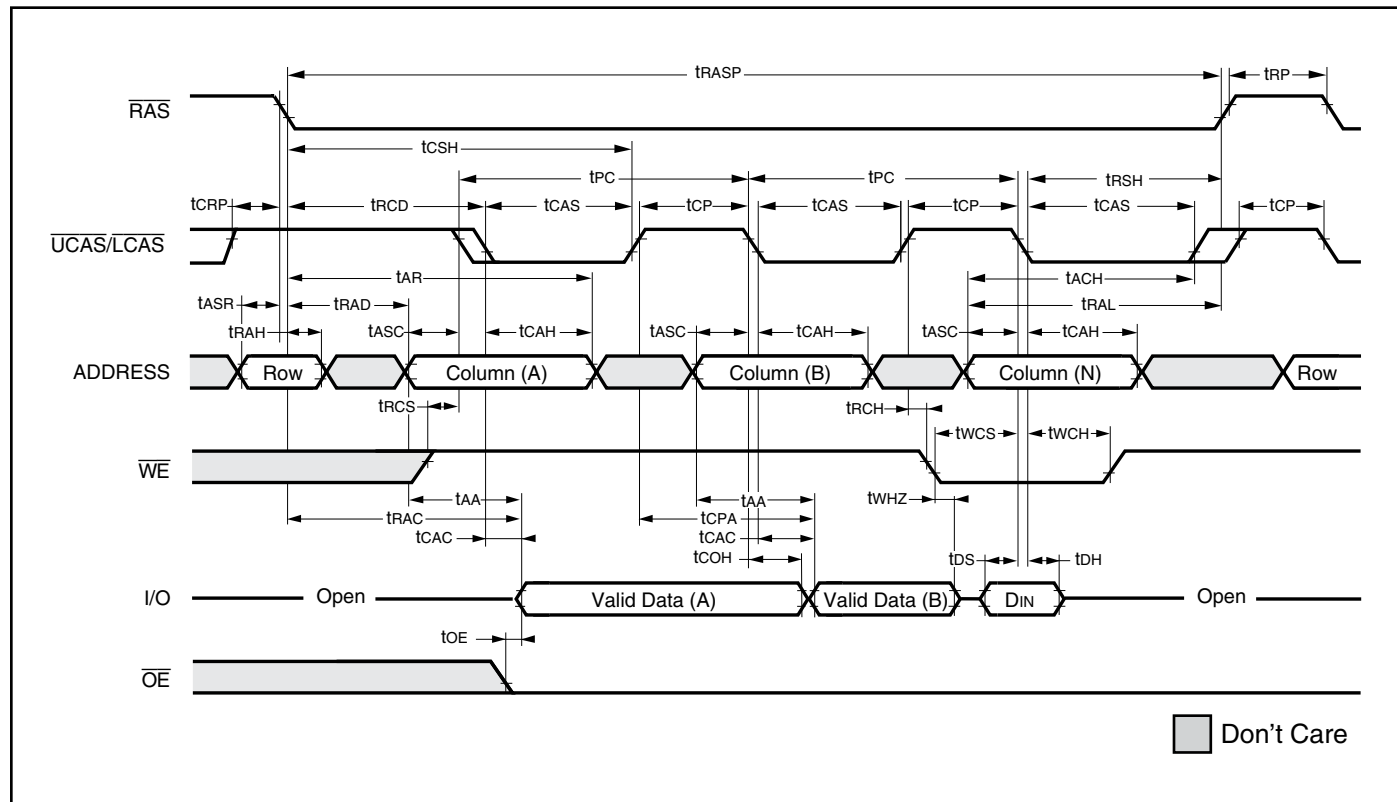 tRASP
tRP
RAS
tCSH
tPC
tPC
tRSH
tCRP
tRCD
tCAS
tCP
tCAS
tCP
tCAS
tCP
UCAS/LCAS
tAR
tACH
tASR
tRAD
tRAL
tRAH
tASC
tCAH
tASC
tCAH
tASC
tCAH
ADDRESS
Row
Column (A)
Column (B)
Column (N)
Row
tRCS
tRCH
tWCS
tWCH
WE
tAA
tAA
tWHZ
tRAC
tCPA
tCAC
tCAC
tCOH
tDS
tDH
I/O
Open
Valid Data (A)
Valid Data (B)
DIN
Open
tOE
OE
Don't Care